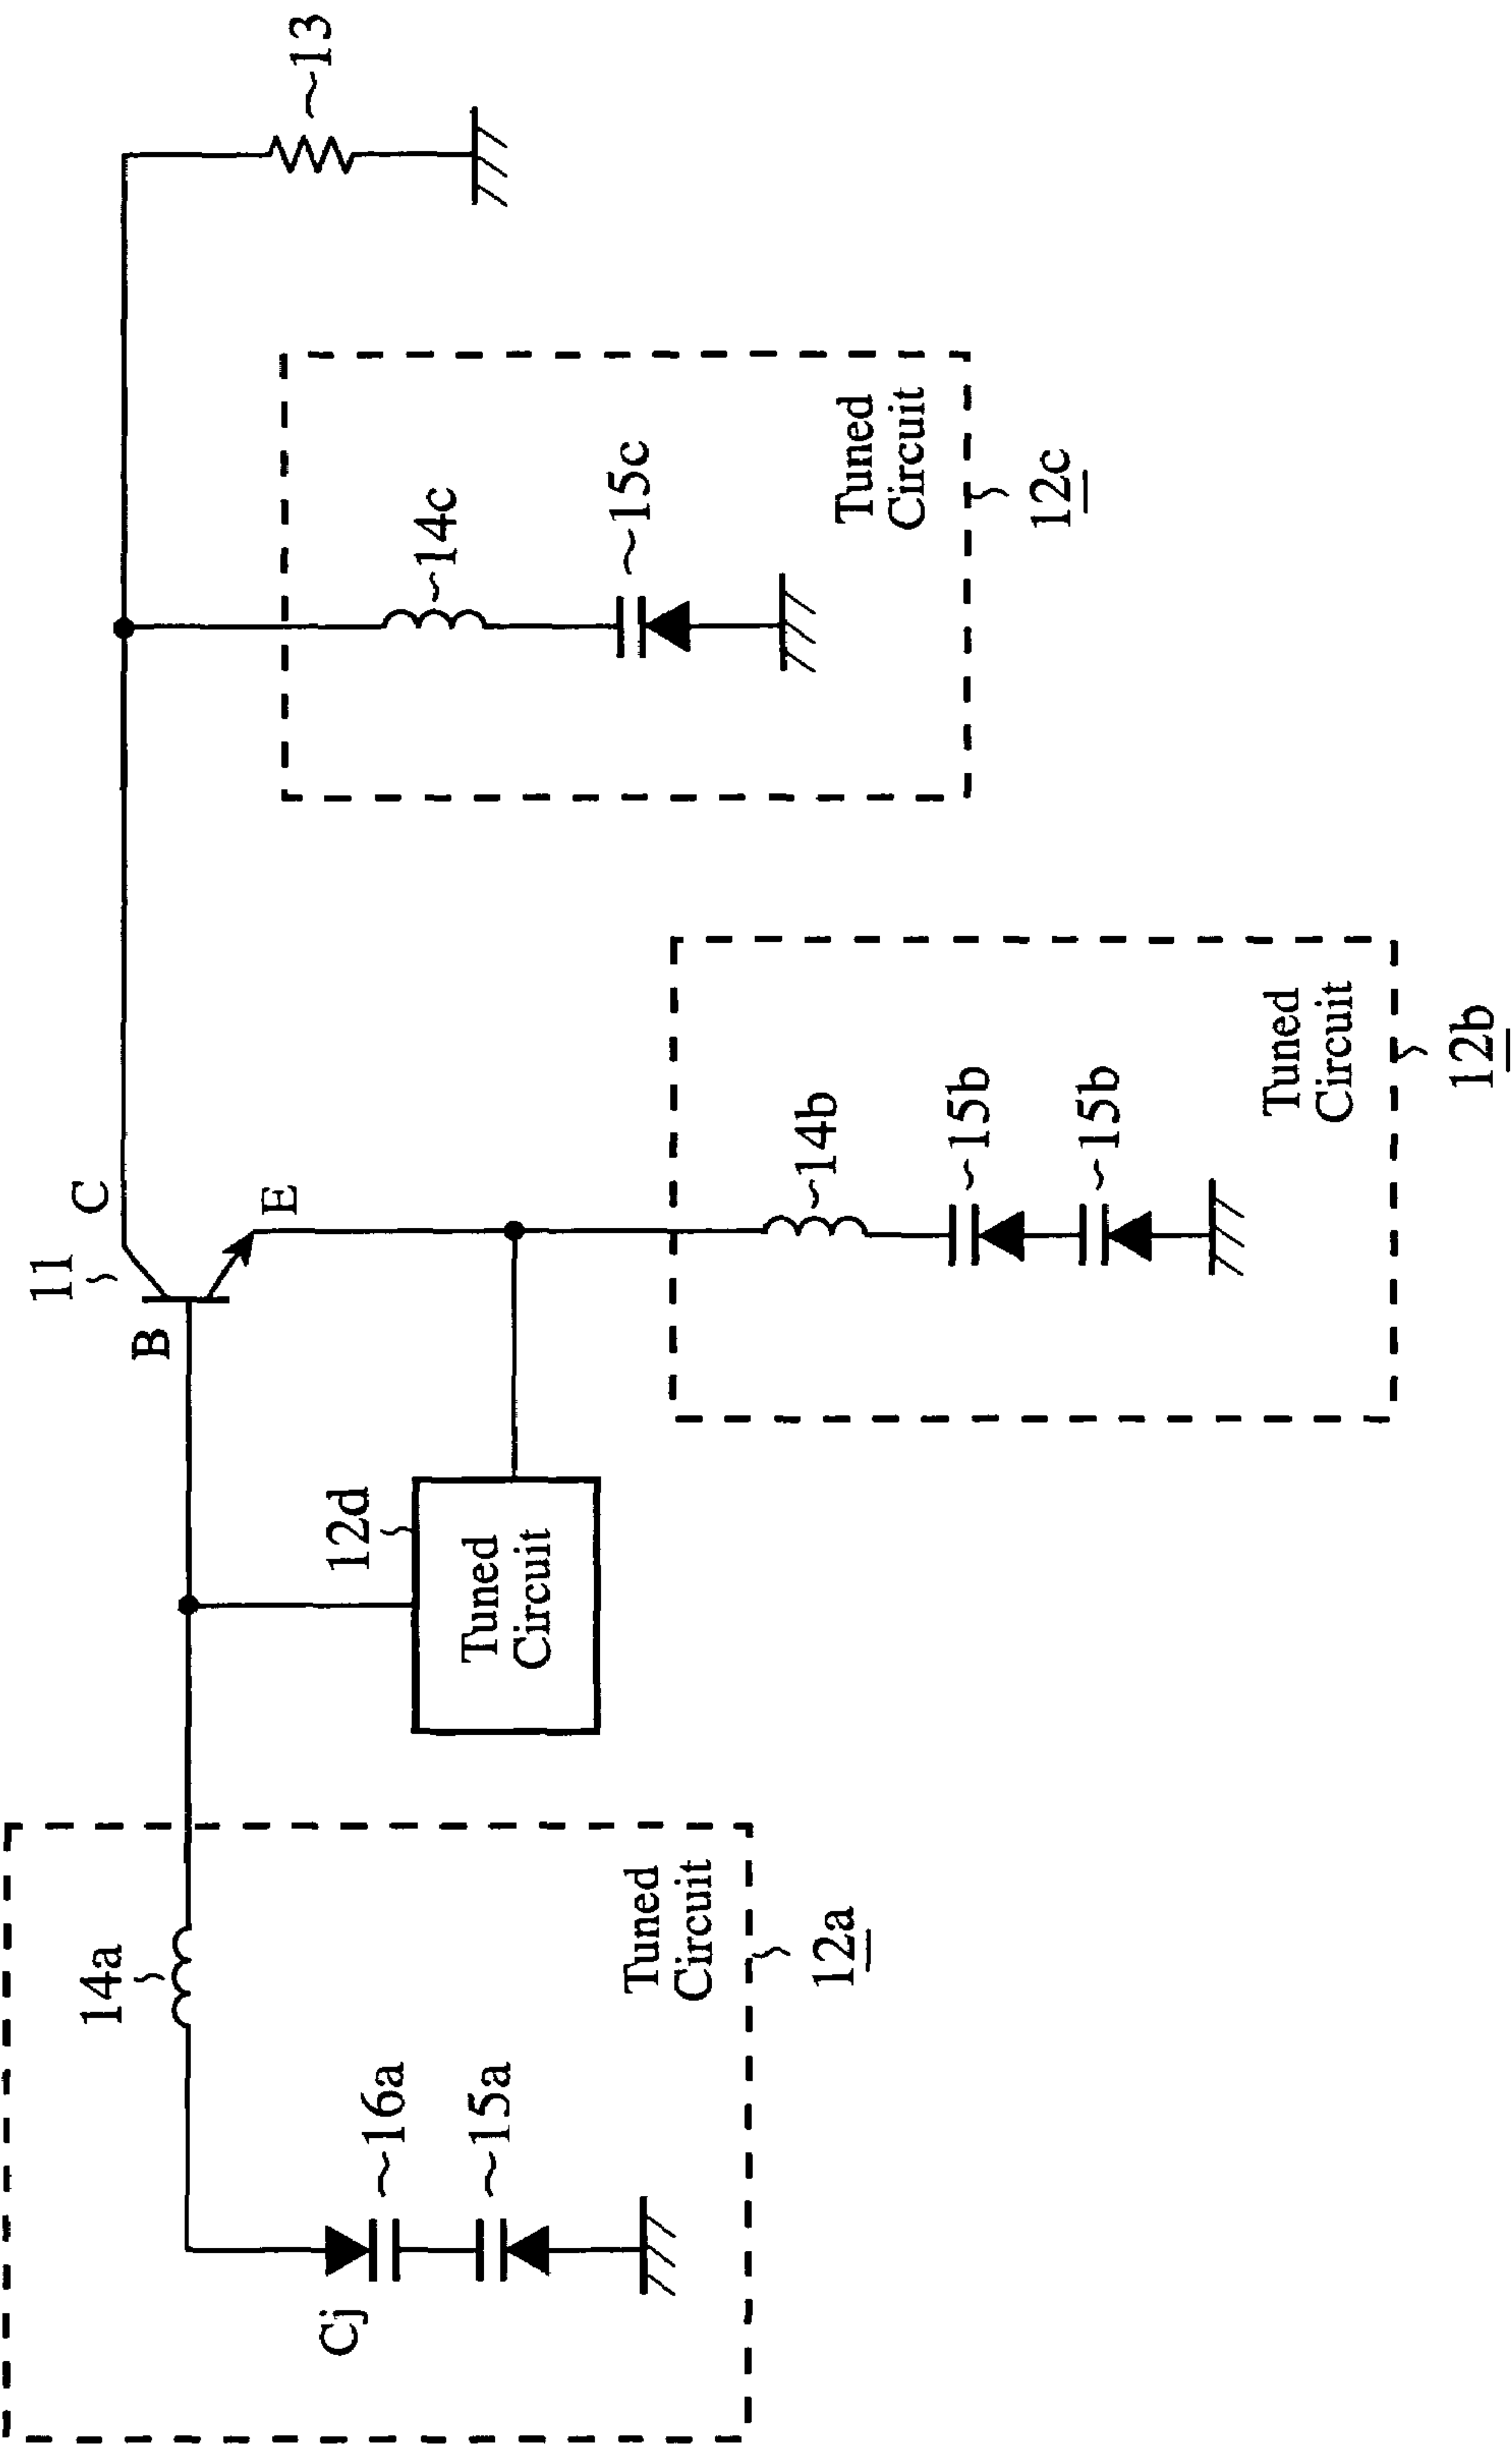 11
C
B
E
13
14a
Cj
16a
15a
Tuned
Circuit
12a
12d
Tuned
Circuit
14b
15b
15b
Tuned
Circuit
12b
14c
15c
Tuned
Circuit
12c